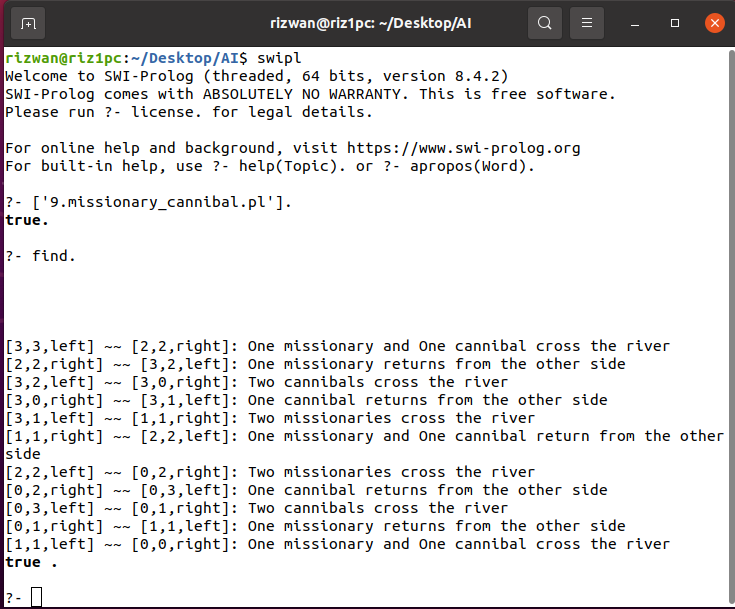 rizwan@riz1pc: ~/Desktop/AI
rizwan@riz1pc:~/Desktop/AI$ swipl
Welcome to SWI-Prolog (threaded, 64 bits, version 8.4.2)
SWI-Prolog comes with ABSOLUTELY NO WARRANTY. This is free software.
Please run ?- license. for legal details.
For online help and background, visit https://www.swi-prolog.org
For built-in help, use ?- help(Topic). or ?- apropos(Word).
?- ['9.missionary_cannibal.pl'].
true.
?- find.
[3,3,left] ~~ [2,2,right]: One missionary and One cannibal cross the river
[2,2,right] ~~ [3,2,left]: One missionary returns from the other side
[3,2,left] ~~ [3,0,right]: Two cannibals cross the river
[3,0,right] ~~ [3,1,left]: One cannibal returns from the other side
[3,1,left] ~~ [1,1,right]: Two missionaries cross the river
[1,1,right] ~~ [2,2,left]: One missionary and One cannibal return from the other
side
[2,2,left] ~~ [0,2,right]: Two missionaries cross the river
[0,2,right] ~~ [0,3,left]: One cannibal returns from the other side
[0,3,left] ~~ [0,1,right]: Two cannibals cross the river
[0,1,right] ~~ [1,1,left]: One missionary returns from the other side
[1,1,left] ~~ [0,0,right]: One missionary and One cannibal cross the river
true .
?-